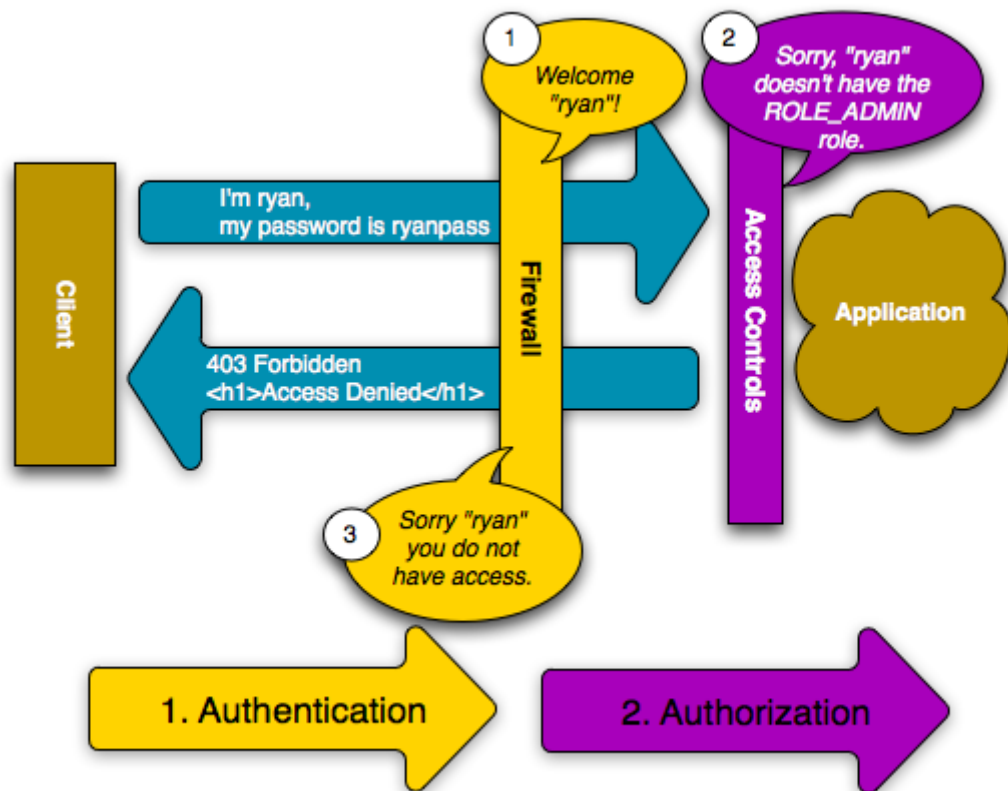 1
Welcome
"ryan"!
2
Sorry, "ryan"
doesn't have the
ROLE_ADMIN
role.
I'm ryan,
my password is ryanpass
Client
Firewall
Access Controls
Application
403 Forbidden
<h1>Access Denied</h1>
3
Sorry "ryan"
you do not
have access.
1. Authentication
2. Authorization